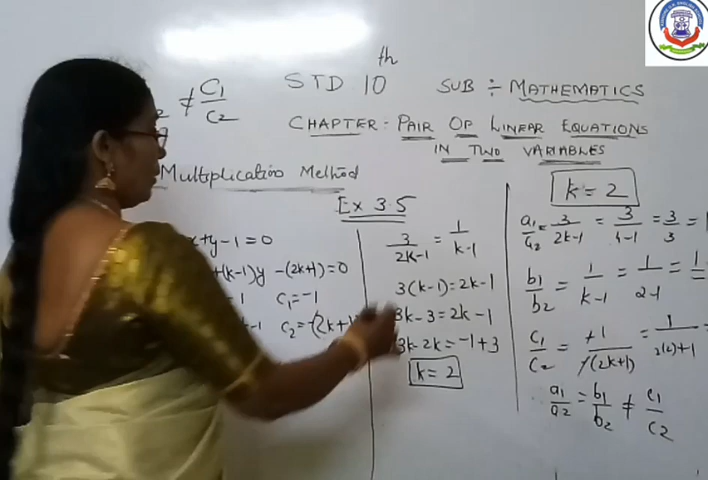 STD 10th SUB ÷ MATHEMATICS
CHAPTER: PAIR OF LINEAR EQUATIONS
IN TWO VARIABLES
≠ C1/C2
Multiplication Method
Ex 3.5
x+y-1=0
(k-1)y -(2k+1)=0
C1=-1
C2=-(2k+1)
3/2k-1 = 1/k-1
3(k-1)=2k-1
3k-3=2k-1
3k-2k=-1+3
k=2
k=2
a1/a2 = 3/2k-1 = 3/4-1 = 3/3 =
b1/b2 = 1/k-1 = 1/2-1 = 1
C1/C2 = -1/-(2k+1) = 1/2(2)+1
a1/a2 = b1/b2 ≠ C1/C2